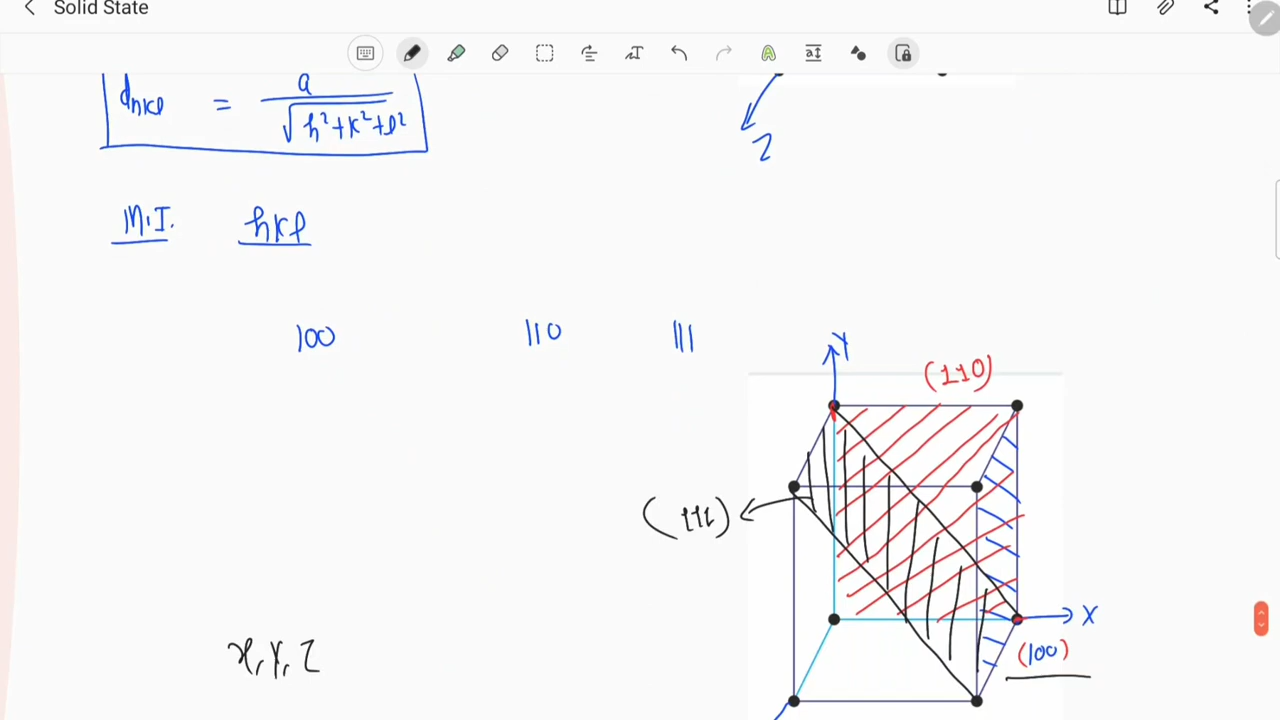 Solid State
d_hkl = a / √h²+k²+l²
Z
M.I. hkl
100 110 111
Y
(110)
(111)
X
(100)
x, y, z